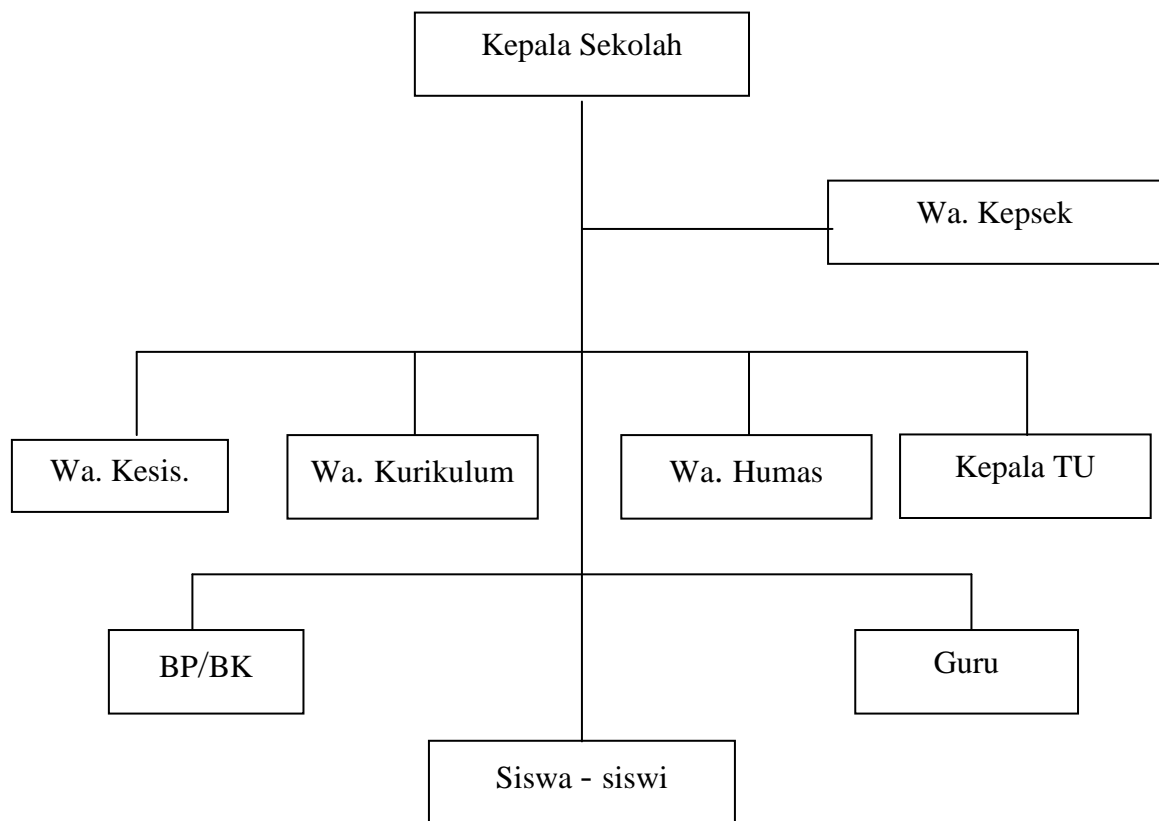 Kepala Sekolah
Wa. Kepsek
Wa. Kesis.
Wa. Kurikulum
Wa. Humas
Kepala TU
BP/BK
Guru
Siswa - siswi